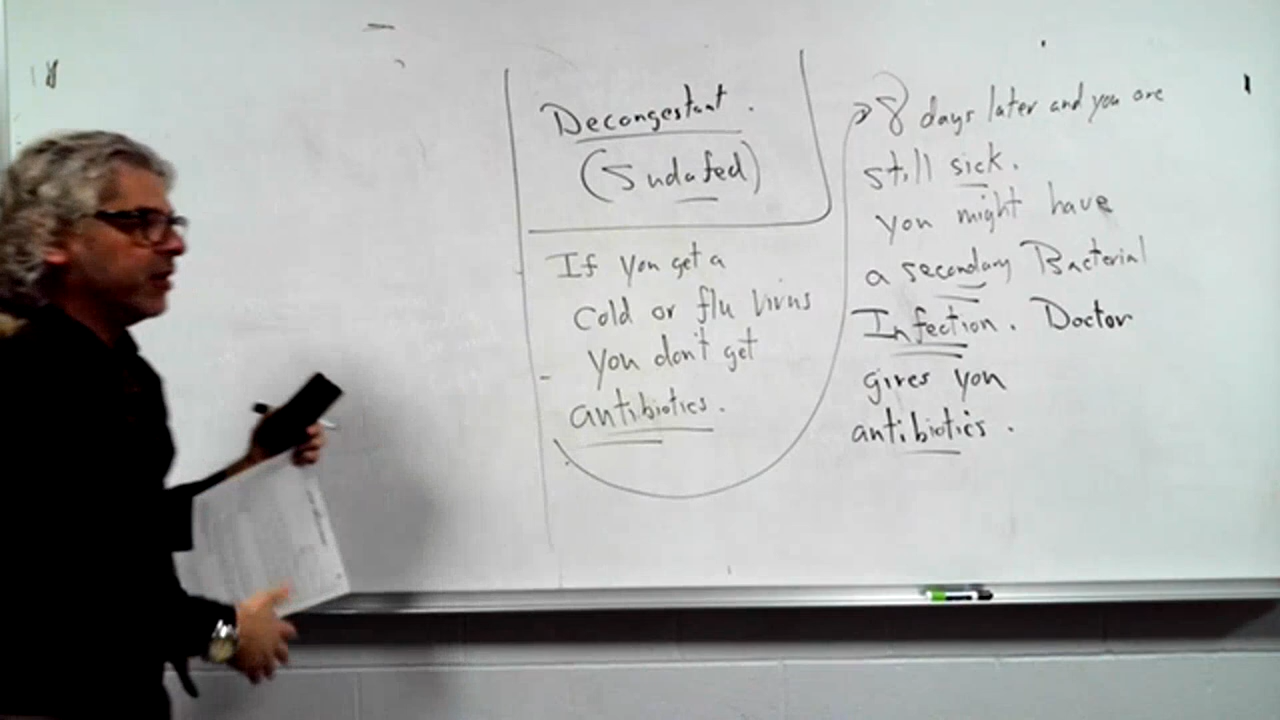 Decongestant.
(Sudafed)
If you get a
cold or flu virus
you don't get
antibiotics.
8 days later and you are
still sick.
you might have
a secondary Bacterial
Infection. Doctor
gives you
antibiotics.